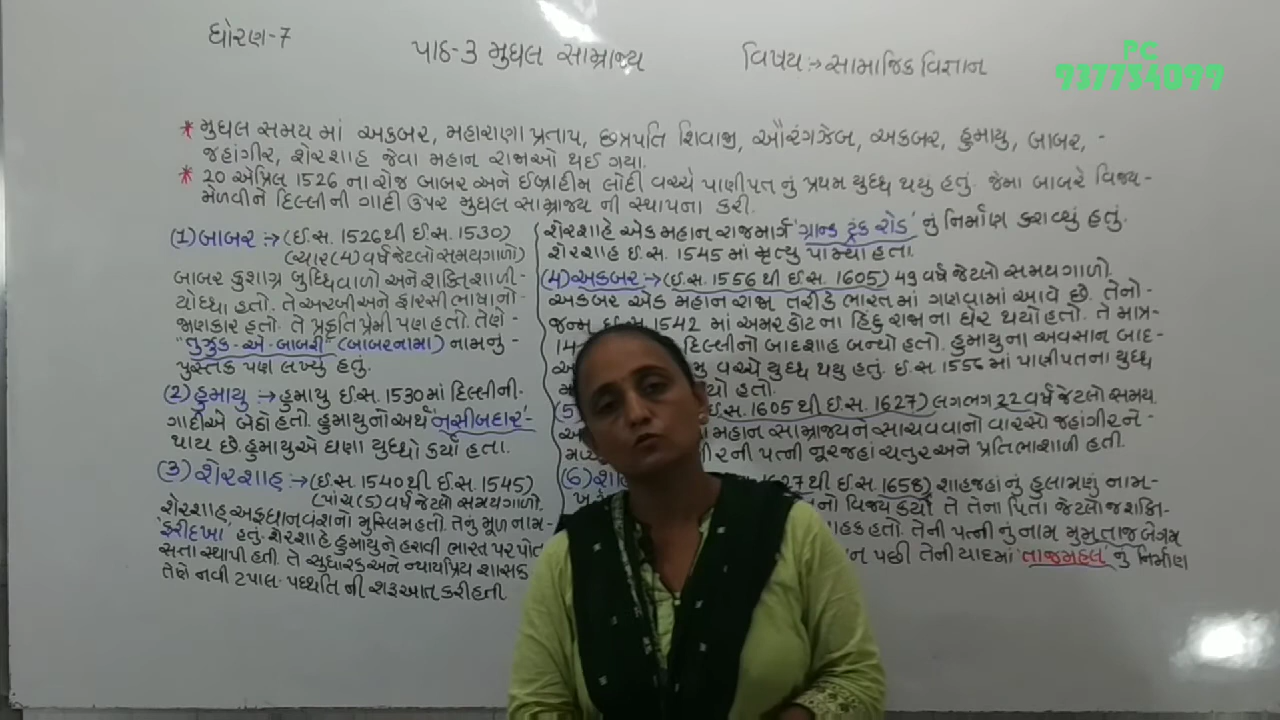 ધોરણ-7
પાઠ-3 મુઘલ સામ્રાજ્ય
વિષય :→ સામાજિક વિજ્ઞાન
PC
937754099
* મુઘલ સમય માં અકબર, મહારાણા પ્રતાપ, છત્રપતિ શિવાજી, ઔરંગઝેબ, અકબર, હુમાયુ, બાબર, -
જહાંગીર, શેરશાહ જેવા મહાન રાજાઓ થઈ ગયા.
* 20 એપ્રિલ 1526 ના રોજ બાબર અને ઈબ્રાહીમ લોદી વચ્ચે પાણીપત નું પ્રથમ યુધ્ધ થયું હતું. જેમા બાબરે વિજય -
મેળવીને દિલ્લીની ગાદી ઉપર મુઘલ સામ્રાજ્ય ની સ્થાપના કરી.
(1) બાબર :→ (ઈ.સ. 1526થી ઈ.સ. 1530)
(ચાર(4) વર્ષ જેટલો સમયગાળો)
બાબર કુશાગ્ર બુધ્ધિવાળો અને શક્તિશાળી -
યોધ્ધા હતો. તે અરબી અને ફારસી ભાષાનો -
જાણકાર હતો. તે પ્રકૃતિ પ્રેમી પણ હતો. તેણે -
"તુઝુક-એ-બાબરી" (બાબરનામા) નામનુ -
પુસ્તક પણ લખ્યું હતું.
(2) હુમાયુ :→ હુમાયુ ઈ.સ. 1530માં દિલ્લીની -
ગાદીએ બેઠો હતો. હુમાયુનો અર્થ 'નસીબદાર' -
થાય છે. હુમાયુએ ઘણા યુધ્ધો કર્યા હતા.
(3) શેરશાહ :→ (ઈ.સ. 1540થી ઈ.સ. 1545)
(પાંચ (5) વર્ષ જેટલો સમયગાળો.
શેરશાહ અફઘાન વંશનો મુસ્લિમ હતો. તેનું મૂળ નામ -
ફરીદખાઁ હતું. શેરશાહે હુમાયુને હરાવી ભારત પર પોત
સત્તા સ્થાપી હતી. તે સુધારક અને ન્યાયપ્રિય શાસક
તેણે નવી ટપાલ-પધ્ધતિ ની શરૂઆત કરી હતી
શેરશાહે એક મહાન રાજમાર્ગ 'ગ્રાન્ડ ટ્રંક રોડ' નું નિર્માણ કરાવ્યું હતું.
શેરશાહ ઈ.સ. 1545 માં મૃત્યુ પામ્યા હતા.
(4) અકબર :→ (ઈ.સ. 1556 થી ઈ.સ. 1605) 49 વર્ષ જેટલો સમયગાળો.
અકબર એક મહાન રાજા તરીકે ભારત માં ગણવામાં આવે છે. તેનો -
જન્મ ઈ.સ. 1542 માં અમરકોટ ના હિંદુ રાજા ના ઘેર થયો હતો. તે માત્ર -
14 દિલ્લીનો બાદશાહ બન્યો હતો. હુમાયુના અવસાન બાદ -
વચ્ચે યુધ્ધ થયુ હતું. ઈ.સ. 1556 માં પાણીપતના યુધ્ધ
હતો.
(5) ઈ.સ. 1605 થી ઈ.સ. 1627) લગભગ 22 વર્ષ જેટલો સમય.
મહાન સામ્રાજ્યને સાચવવાનો વારસો જહાંગીરને -
ની પત્ની નૂરજહાં ચતુર અને પ્રતિભાશાળી હતી.
(6) 27 થી ઈ.સ. 1658) શાહજહાં નું હુલામણું નામ -
નો વિજય કર્યો તે તેના પિતા જેટલો જ શક્તિ -
હતો. તેની પત્ની નું નામ મુમતાજ બેગમ
પછી તેની યાદમાં 'તાજમહલ' નું નિર્માણ